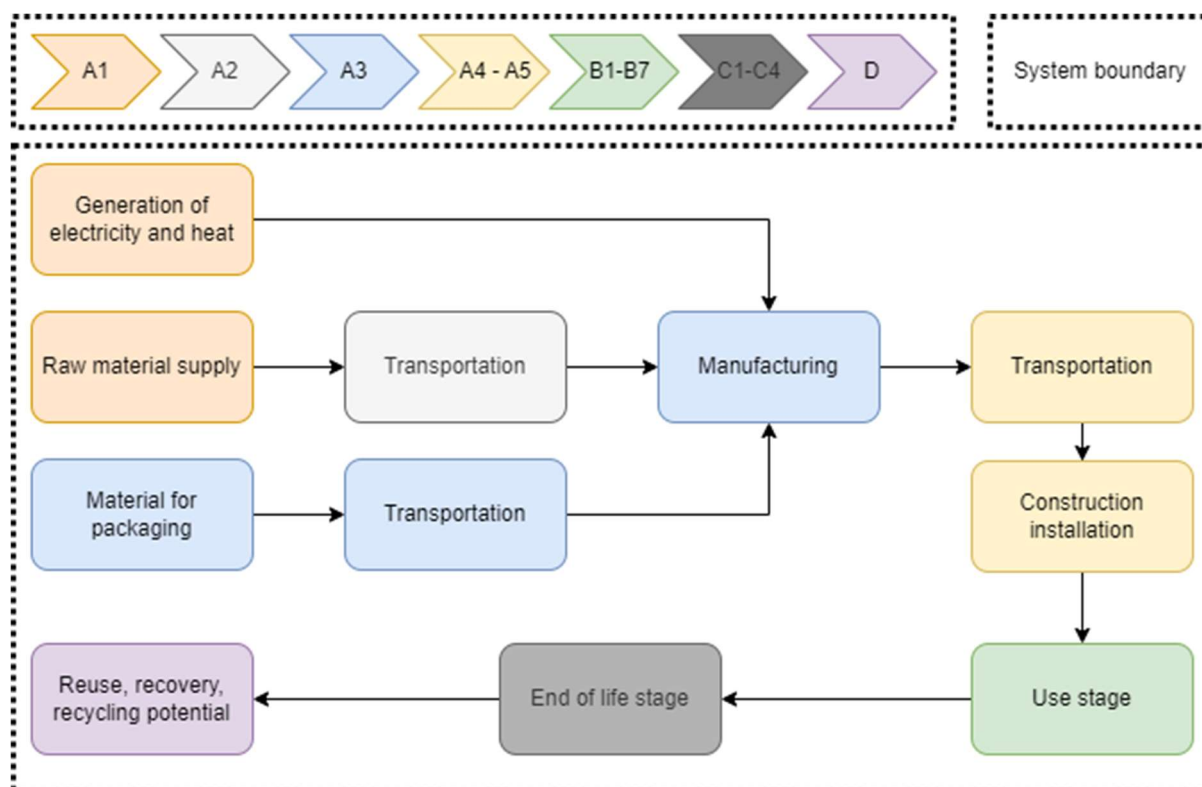 A1
A2
A3
A4 - A5
B1-B7
C1-C4
D
System boundary
Generation of
electricity and heat
Raw material supply
Transportation
Manufacturing
Transportation
Material for
packaging
Transportation
Construction
installation
Reuse, recovery,
recycling potential
End of life stage
Use stage